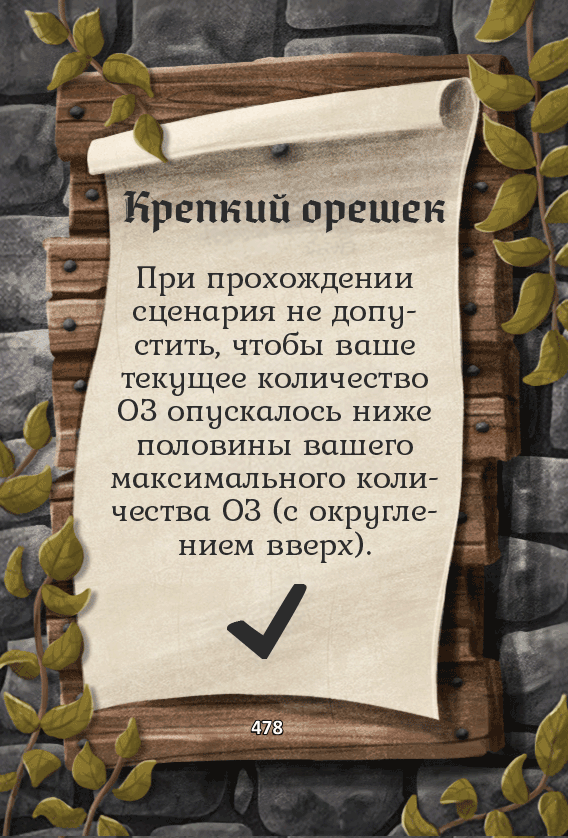 Крепкий орешек
При прохождении
сценария не допу-
стить, чтобы ваше
текущее количество
ОЗ опускалось ниже
половины вашего
максимального коли-
чества ОЗ (с округле-
нием вверх).
478